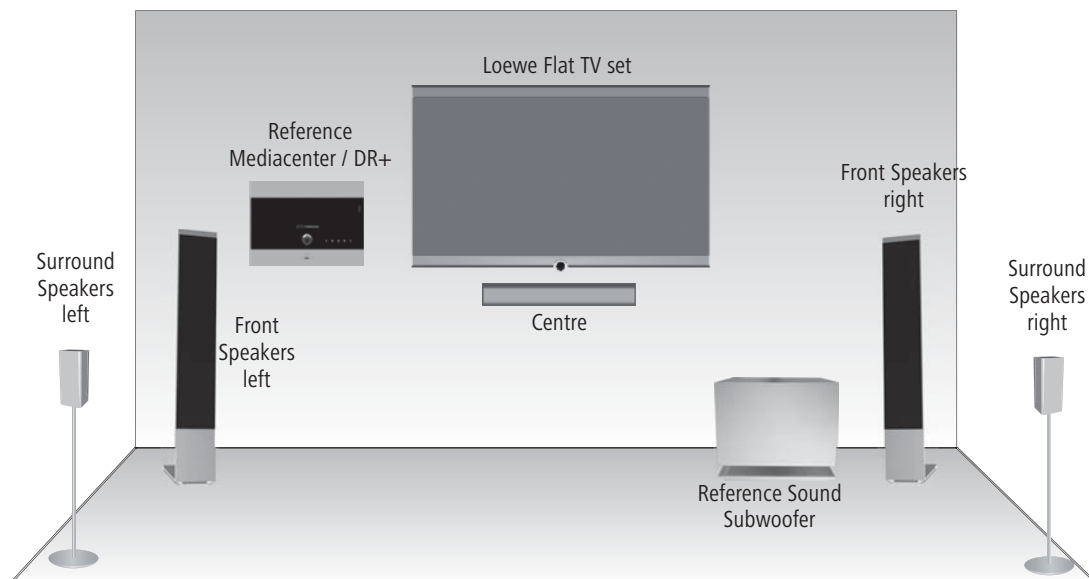 Loewe Flat TV set
Reference
Mediacenter / DR+
Front Speakers
right
Surround
Speakers
left
Front
Speakers
left
Centre
Surround
Speakers
right
Reference Sound
Subwoofer